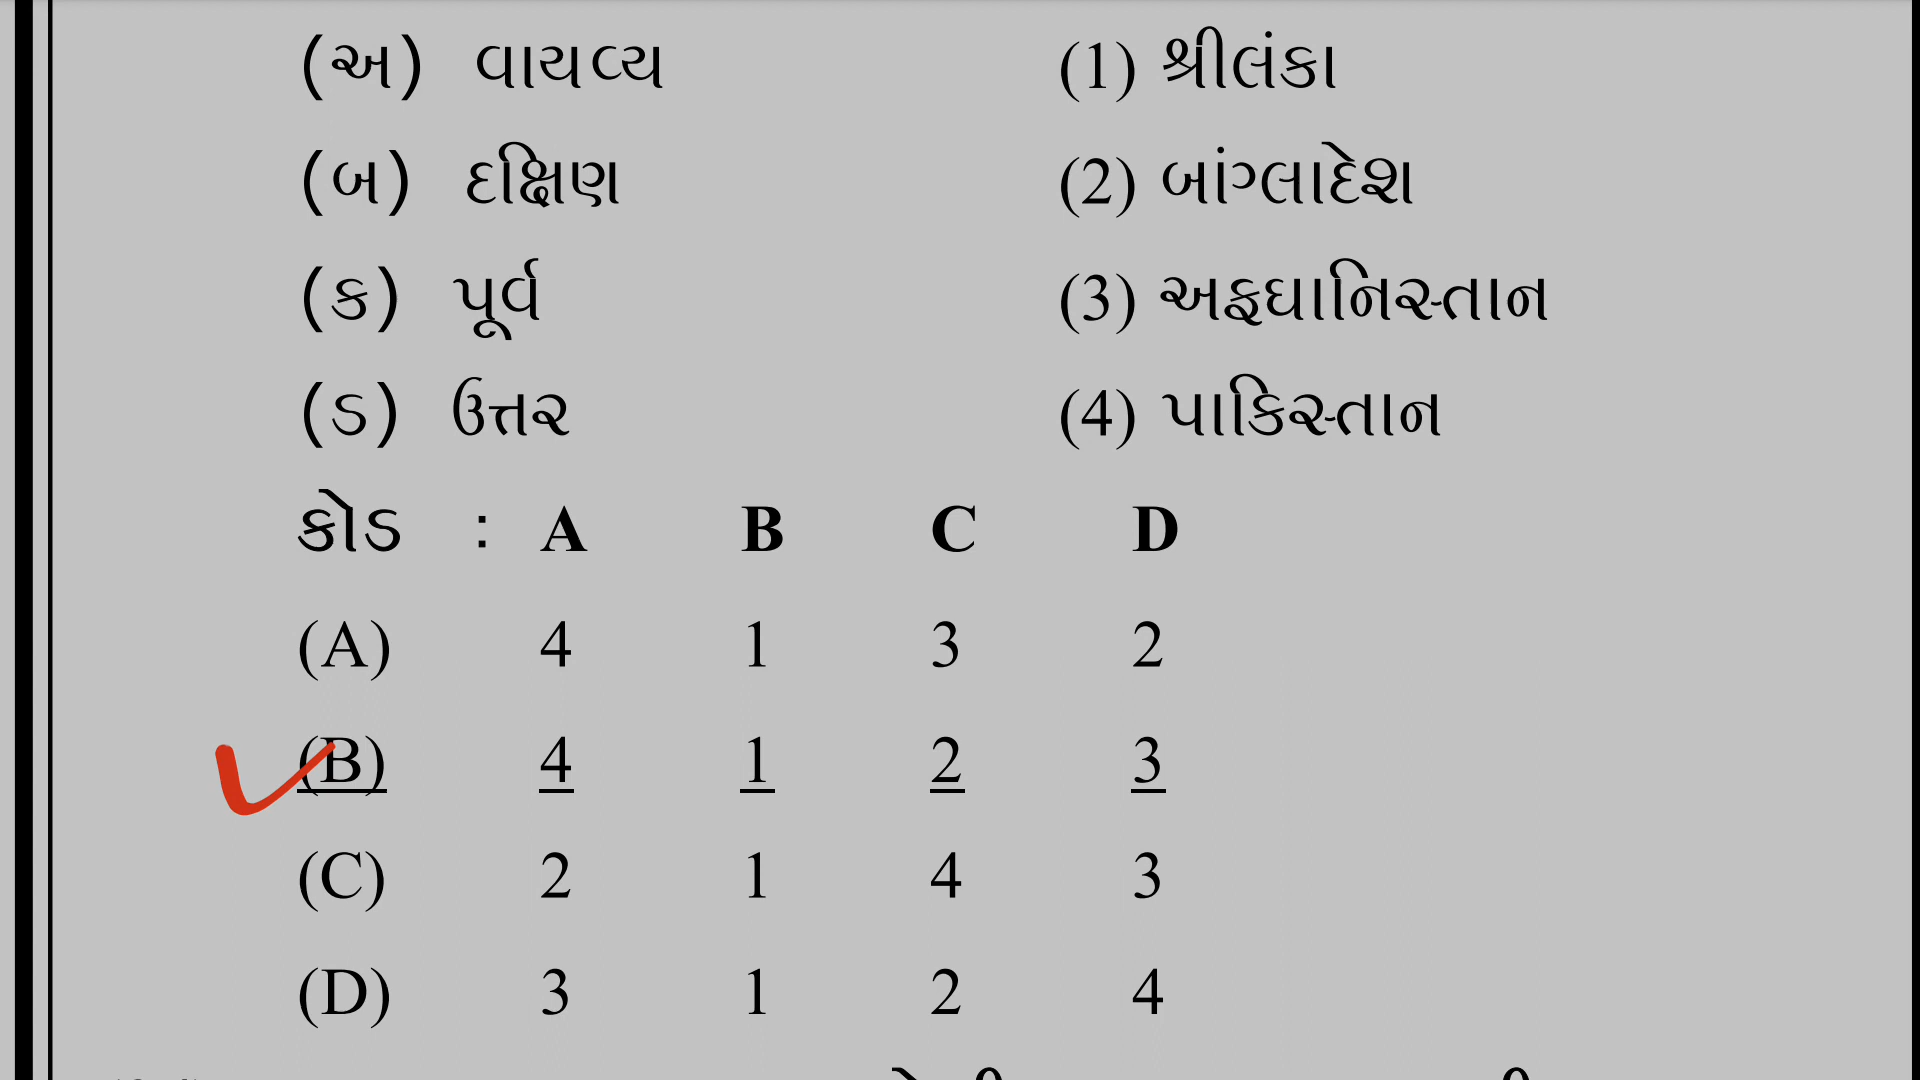 (અ) વાયવ્ય (1) શ્રીલંકા
(બ) દક્ષિણ (2) બાંગ્લાદેશ
(ક) પૂર્વ (3) અફઘાનિસ્તાન
(ડ) ઉત્તર (4) પાકિસ્તાન
કોડ : A B C D
(A) 4 1 3 2
(B) 4 1 2 3
(C) 2 1 4 3
(D) 3 1 2 4